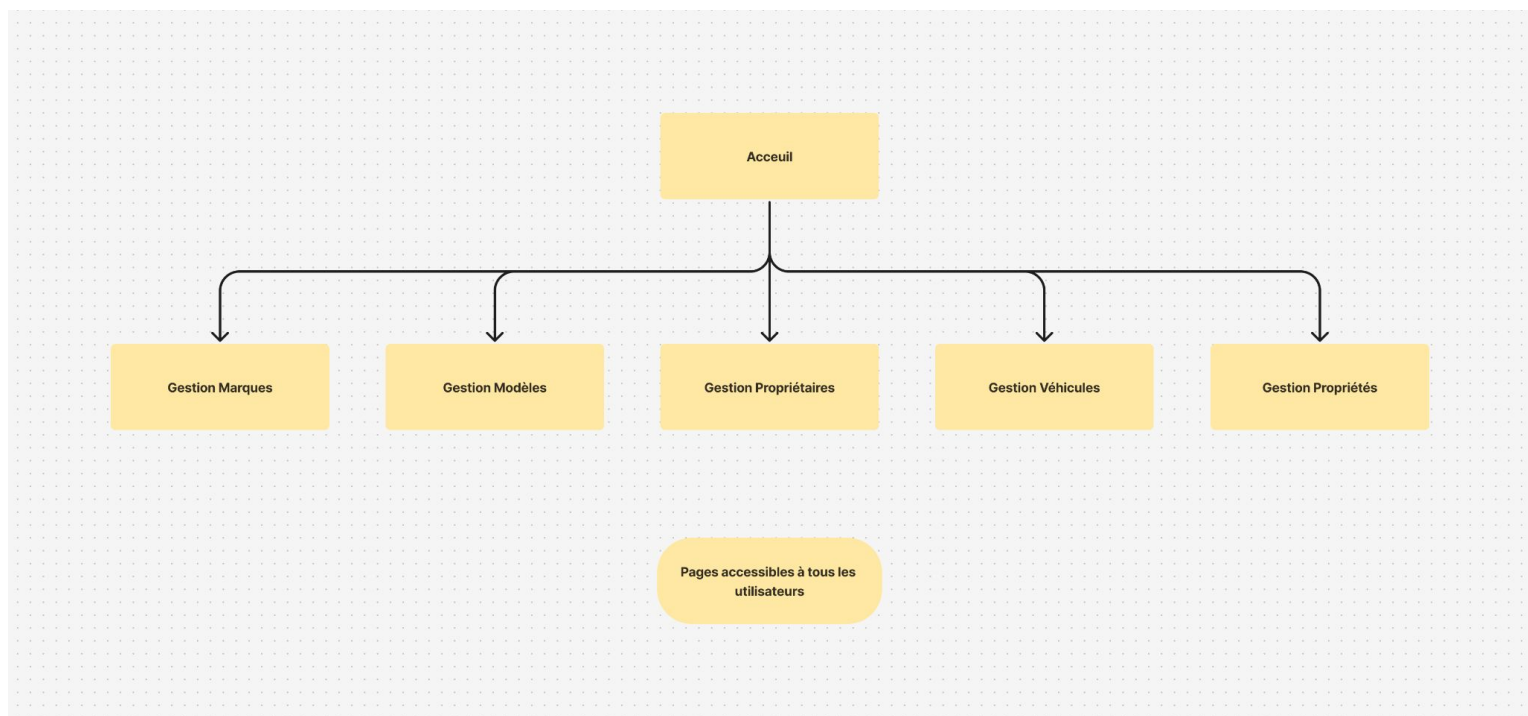 Acceuil
Gestion Marques
Gestion Modèles
Gestion Propriétaires
Gestion Véhicules
Gestion Propriétés
Pages accessibles à tous les
utilisateurs